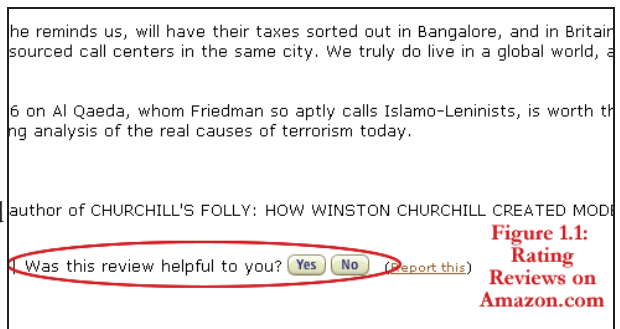 he reminds us, will have their taxes sorted out in Bangalore, and in Britain
sourced call centers in the same city. We truly do live in a global world, a
6 on Al Qaeda, whom Friedman so aptly calls Islamo-Leninists, is worth th
ng analysis of the real causes of terrorism today.
author of CHURCHILL'S FOLLY: HOW WINSTON CHURCHILL CREATED MODE
Was this review helpful to you? Yes No (Report this)
Figure 1.1:
Rating
Reviews on
Amazon.com